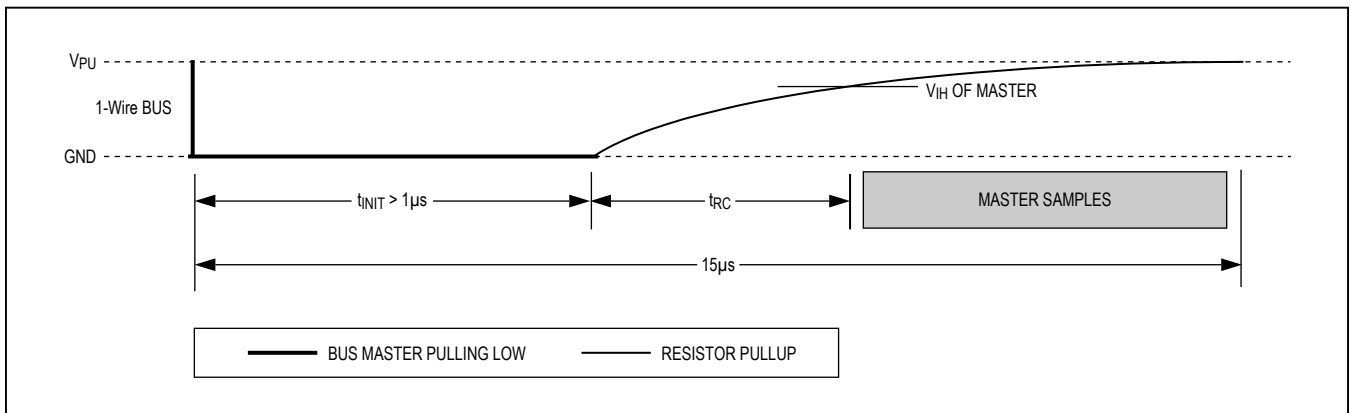 VPU
1-Wire BUS
VIH OF MASTER
GND
tINIT > 1µs
tRC
MASTER SAMPLES
15µs
BUS MASTER PULLING LOW
RESISTOR PULLUP